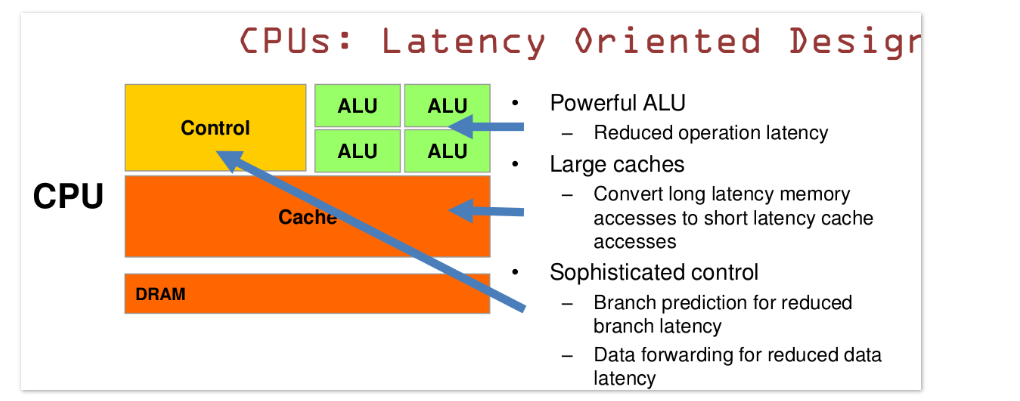 CPUs: Latency Oriented Design
Control
ALU
ALU
ALU
ALU
CPU
Cache
DRAM
• Powerful ALU
– Reduced operation latency
• Large caches
– Convert long latency memory
accesses to short latency cache
accesses
• Sophisticated control
– Branch prediction for reduced
branch latency
– Data forwarding for reduced data
latency